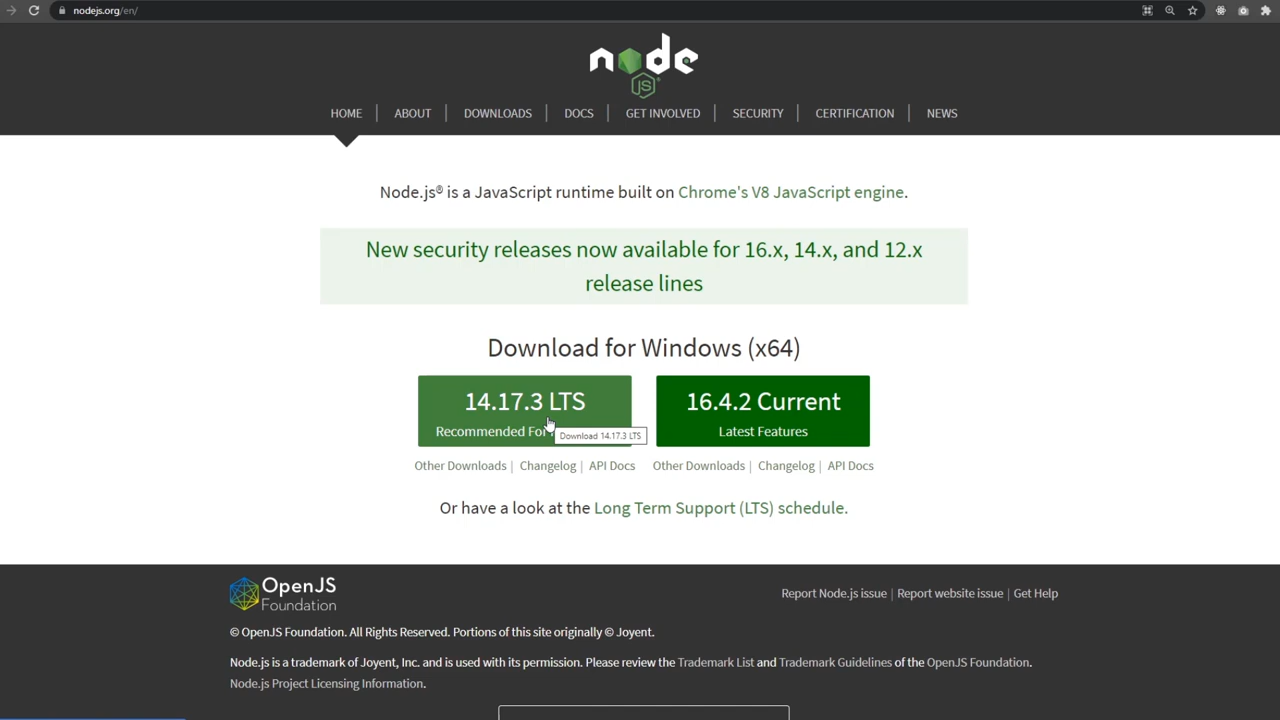 nodejs.org/en/
node
JS
HOME
ABOUT
DOWNLOADS
DOCS
GET INVOLVED
SECURITY
CERTIFICATION
NEWS
Node.js® is a JavaScript runtime built on Chrome's V8 JavaScript engine.
New security releases now available for 16.x, 14.x, and 12.x
release lines
Download for Windows (x64)
14.17.3 LTS
Recommended For
Download 14.17.3 LTS
16.4.2 Current
Latest Features
Other Downloads | Changelog | API Docs
Other Downloads | Changelog | API Docs
Or have a look at the Long Term Support (LTS) schedule.
OpenJS
Foundation
Report Node.js issue | Report website issue | Get Help
© OpenJS Foundation. All Rights Reserved. Portions of this site originally © Joyent.
Node.js is a trademark of Joyent, Inc. and is used with its permission. Please review the Trademark List and Trademark Guidelines of the OpenJS Foundation.
Node.js Project Licensing Information.